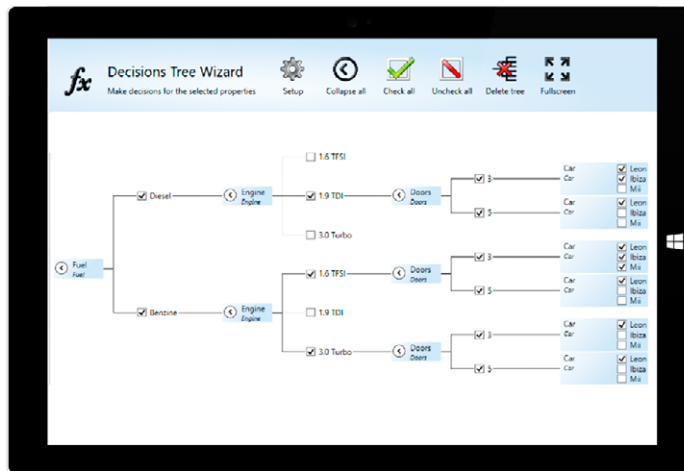 fx
Decisions Tree Wizard
Make decisions for the selected properties
Setup
Collapse all
Check all
Uncheck all
Delete tree
Fullscreen
1.6 TFSI
Diesel
Engine
Engine
1.9 TDI
Doors
Doors
3
5
Car
Car
Leon
Ibiza
Mii
Car
Car
Leon
Ibiza
Mii
3.0 Turbo
Fuel
Fuel
1.6 TFSI
Doors
Doors
3
5
Car
Car
Leon
Ibiza
Mii
Car
Car
Leon
Ibiza
Mii
Benzine
Engine
Engine
1.9 TDI
3.0 Turbo
Doors
Doors
3
5
Car
Car
Leon
Ibiza
Mii
Car
Car
Leon
Ibiza
Mii